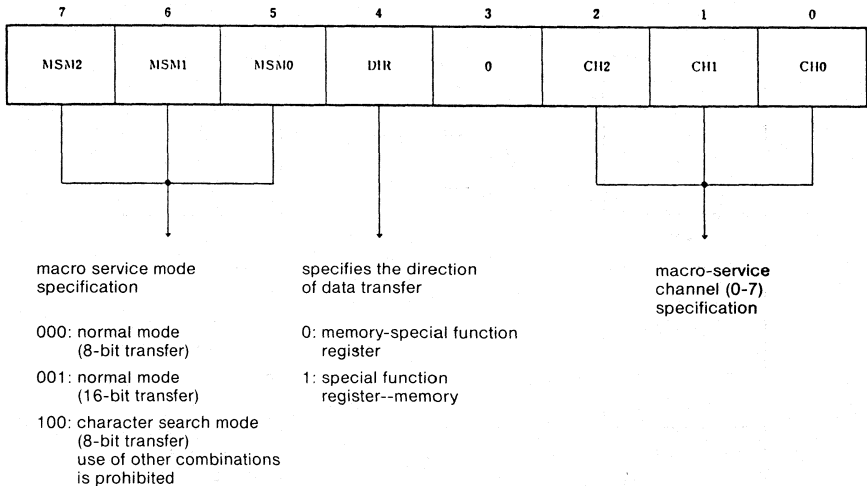 7 6 5 4 3 2 1 0
MSM2 MSM1 MSM0 DIR 0 CH2 CH1 CH0
macro service mode
specification
000: normal mode
(8-bit transfer)
001: normal mode
(16-bit transfer)
100: character search mode
(8-bit transfer)
use of other combinations
is prohibited
specifies the direction
of data transfer
0: memory-special function
register
1: special function
register--memory
macro-service
channel (0-7)
specification